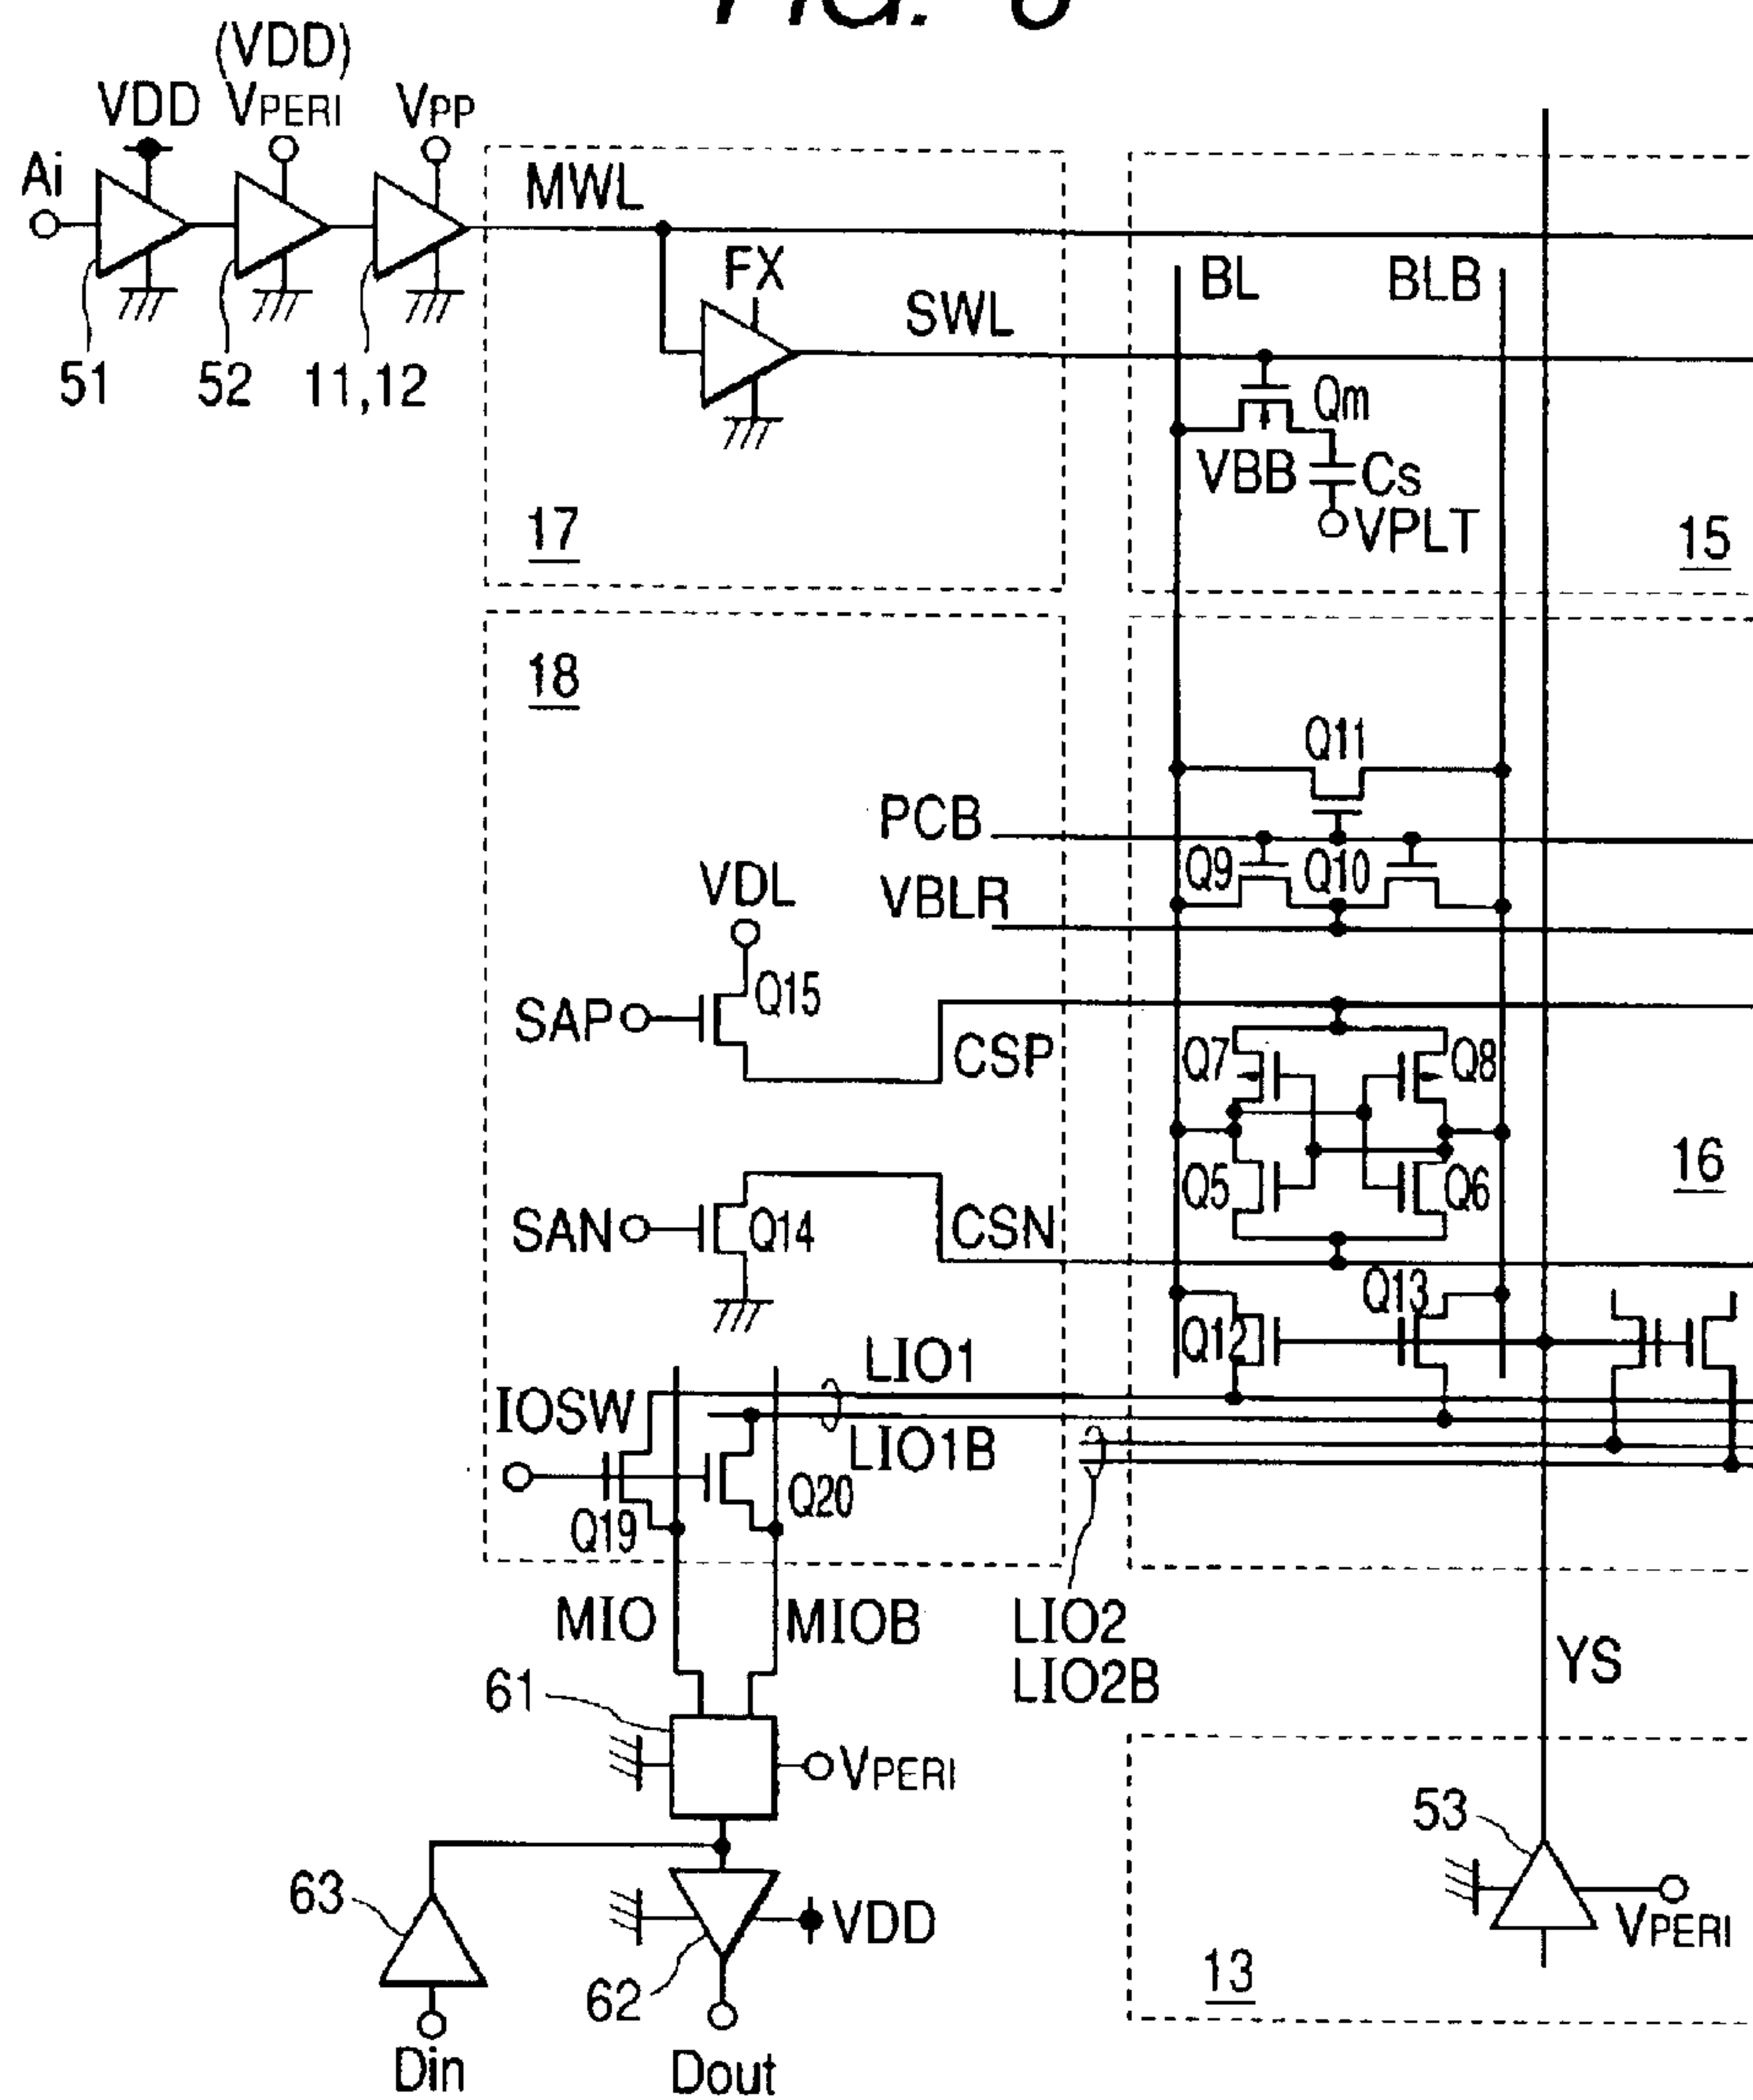 (VDD)
VDD VPERI VPP
Ai
MWL
FX
BL BLB
SWL
51 52 11,12
Qm
VBB Cs
VPLT
17
15
18
Q11
PCB
Q9 Q10
VDL
VBLR
Q15
SAP
CSP
Q7 Q8
16
Q5 Q6
SAN Q14 CSN
Q13
Q12
LIO1
IOSW
LIO1B
Q20
Q19
MIO MIOB LIO2
LIO2B
YS
61
VPERI
53
63
VDD
VPERI
62
13
Din Dout